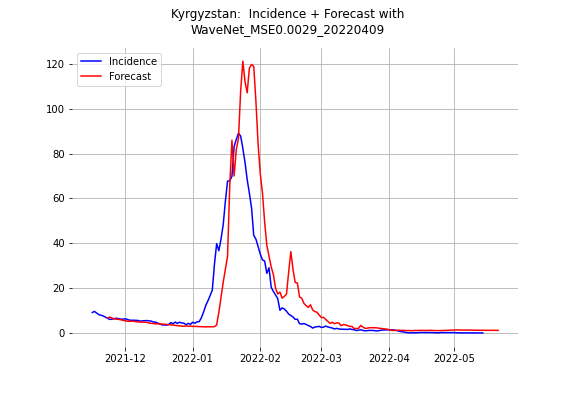 Kyrgyzstan:  Incidence + Forecast with
WaveNet_MSE0.0029_20220409
Incidence
Forecast
120
100
80
60
40
20
0
2021-12 2022-01 2022-02 2022-03 2022-04 2022-05